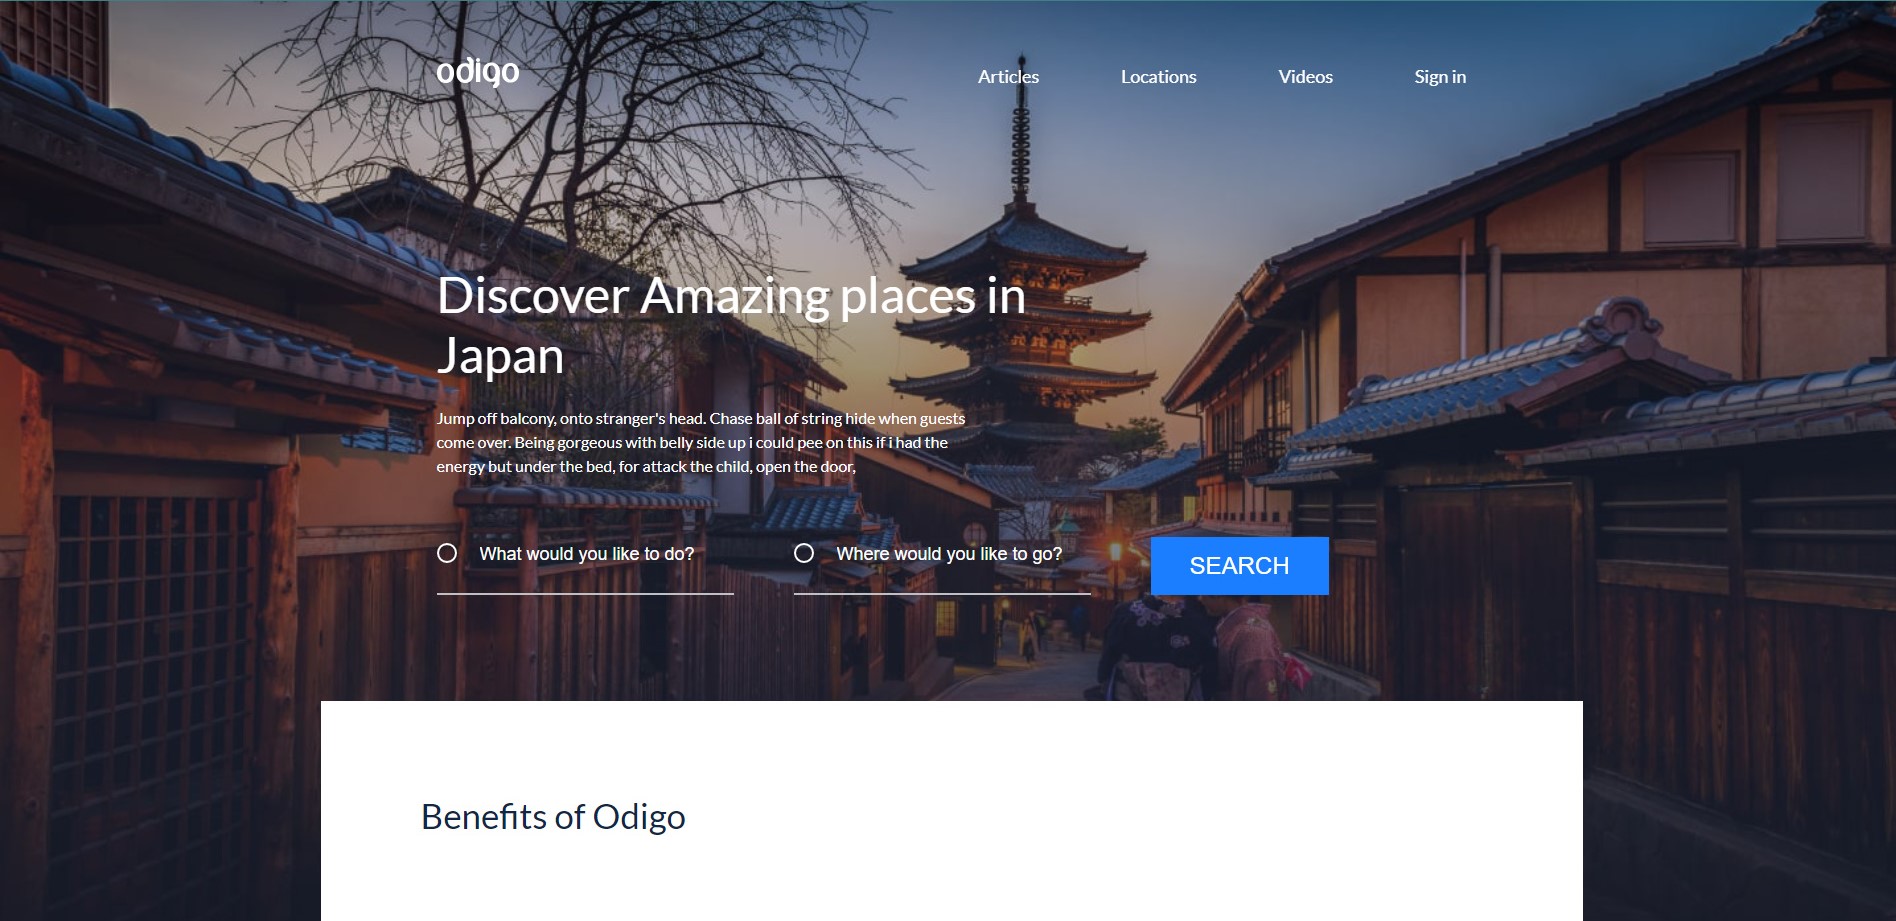 odigo
Articles
Locations
Videos
Sign in
Discover Amazing places in
Japan
Jump off balcony, onto stranger's head. Chase ball of string hide when guests
come over. Being gorgeous with belly side up i could pee on this if i had the
energy but under the bed, for attack the child, open the door,
What would you like to do?
Where would you like to go?
SEARCH
Benefits of Odigo